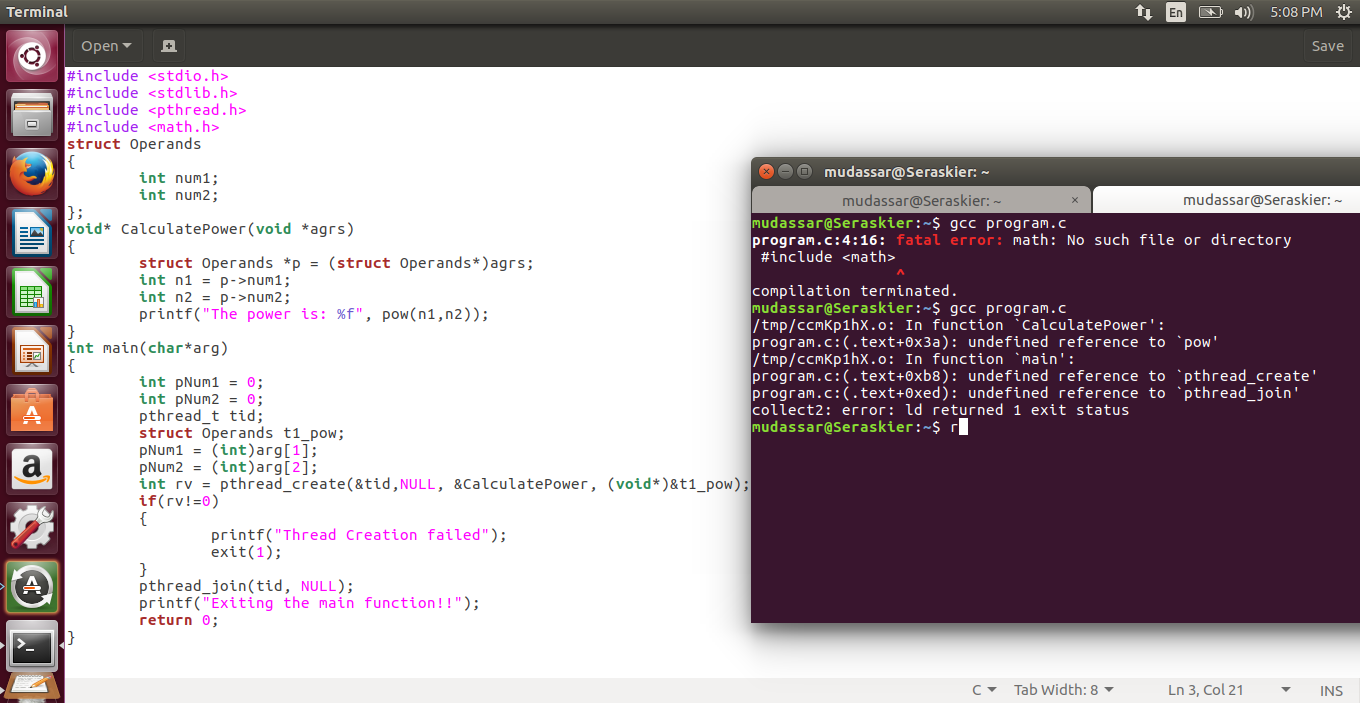 Terminal
En
5:08 PM
Open
Save
#include <stdio.h>
#include <stdlib.h>
#include <pthread.h>
#include <math.h>
struct Operands
{
        int num1;
        int num2;
};
void* CalculatePower(void *agrs)
{
        struct Operands *p = (struct Operands*)agrs;
        int n1 = p->num1;
        int n2 = p->num2;
        printf("The power is: %f", pow(n1,n2));
}
int main(char*arg)
{
        int pNum1 = 0;
        int pNum2 = 0;
        pthread_t tid;
        struct Operands t1_pow;
        pNum1 = (int)arg[1];
        pNum2 = (int)arg[2];
        int rv = pthread_create(&tid,NULL, &CalculatePower, (void*)&t1_pow);
        if(rv!=0)
        {
                printf("Thread Creation failed");
                exit(1);
        }
        pthread_join(tid, NULL);
        printf("Exiting the main function!!");
        return 0;
}
mudassar@Seraskier: ~
mudassar@Seraskier: ~ ×
mudassar@Seraskier: ~
mudassar@Seraskier:~$ gcc program.c
program.c:4:16: fatal error: math: No such file or directory
 #include <math>
                ^
compilation terminated.
mudassar@Seraskier:~$ gcc program.c
/tmp/ccmKp1hX.o: In function `CalculatePower':
program.c:(.text+0x3a): undefined reference to `pow'
/tmp/ccmKp1hX.o: In function `main':
program.c:(.text+0xb8): undefined reference to `pthread_create'
program.c:(.text+0xed): undefined reference to `pthread_join'
collect2: error: ld returned 1 exit status
mudassar@Seraskier:~$ r
C
Tab Width: 8
Ln 3, Col 21
INS